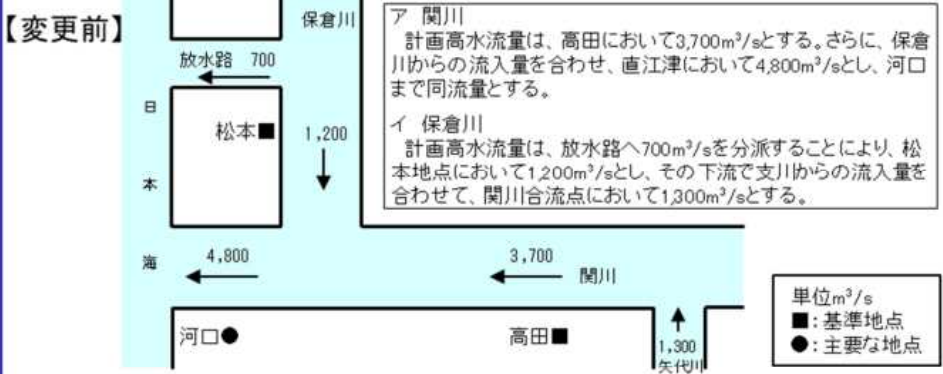 【変更前】
保倉川
放水路 700
日本海
松本■
1,200
4,800
3,700
関川
河口●
高田■
1,300
矢代川
ア 関川
計画高水流量は、高田において3,700m³/sとする。さらに、保倉
川からの流入量を合わせ、直江津において4,800m³/sとし、河口
まで同流量とする。
イ 保倉川
計画高水流量は、放水路へ700m³/sを分派することにより、松
本地点において1,200m³/sとし、その下流で支川からの流入量を
合わせて、関川合流点において1,300m³/sとする。
単位m³/s
■:基準地点
●:主要な地点